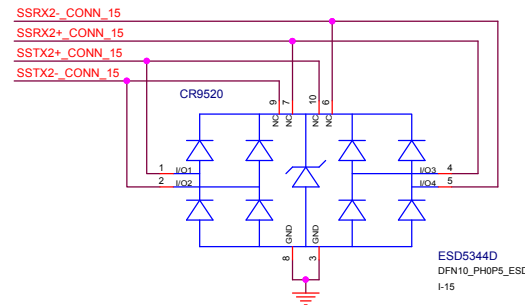 SSRX2-_CONN_15
SSRX2+_CONN_15
SSTX2+_CONN_15
SSTX2-_CONN_15
CR9520
9 7 10 6
NC NC NC NC
1 I/O1
2 I/O2
I/O3 4
I/O4 5
GND GND
8 3
ESD5344D
DFN10_PH0P5_ESD
I-15